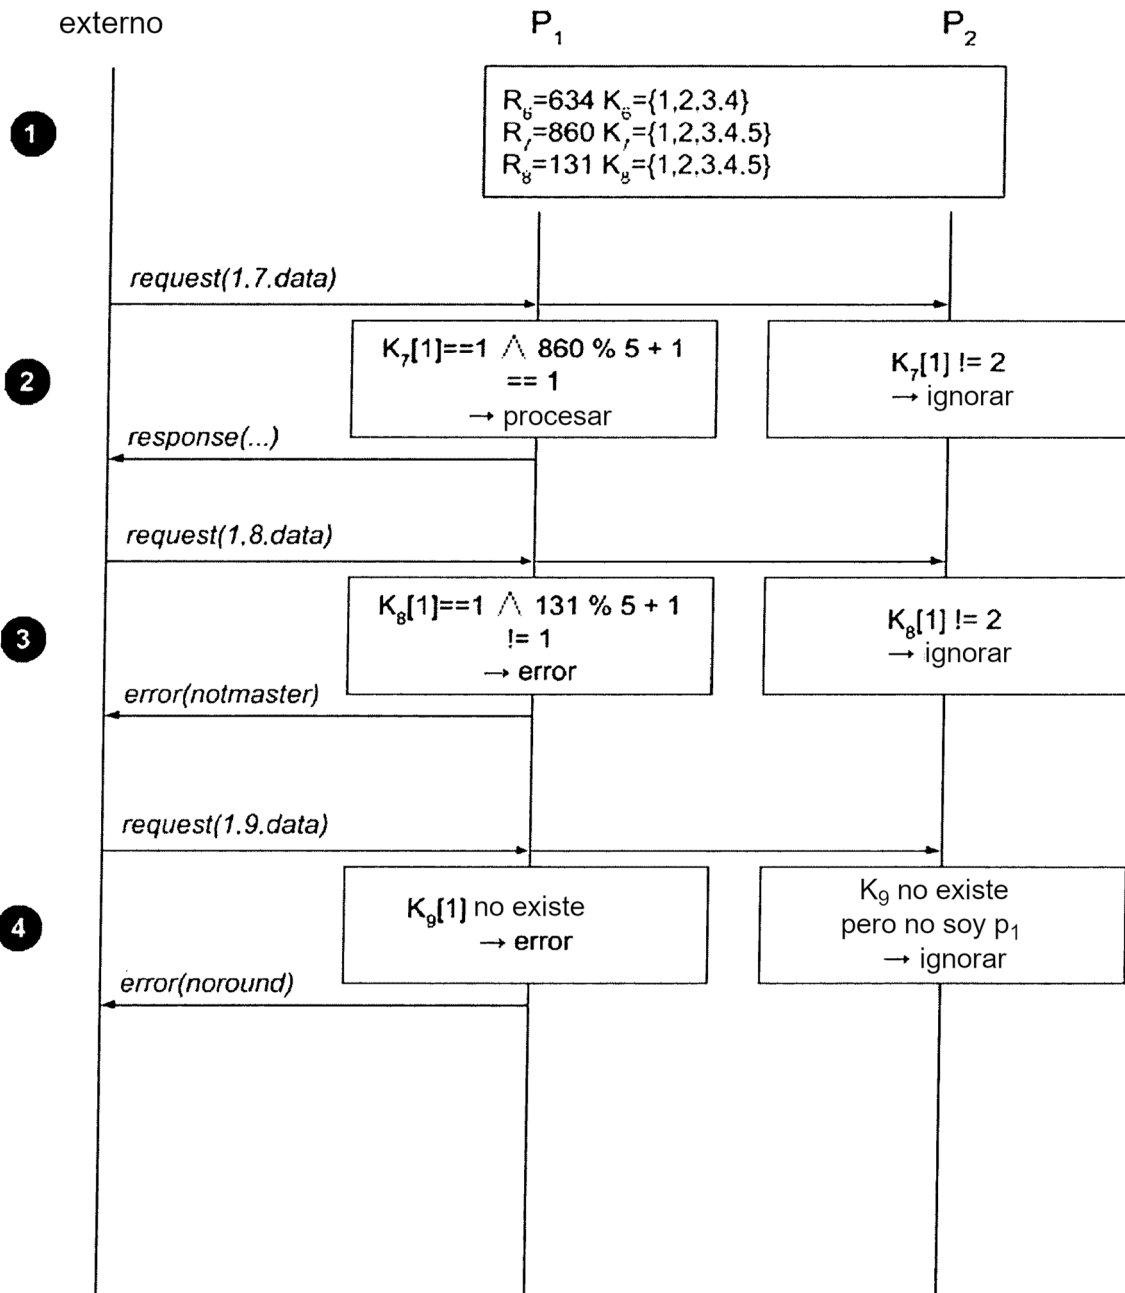 externo P₁ P₂
1
R₆=634 K₆={1,2,3.4}
R₇=860 K₇={1,2,3.4.5}
R₈=131 K₈={1,2,3.4.5}
request(1.7.data)
2
K₇[1]==1 ∧ 860 % 5 + 1
== 1
→ procesar
K₇[1] != 2
→ ignorar
response(...)
request(1.8.data)
3
K₈[1]==1 ∧ 131 % 5 + 1
!= 1
→ error
K₈[1] != 2
→ ignorar
error(notmaster)
request(1.9.data)
4
K₉[1] no existe
→ error
K₉ no existe
pero no soy p₁
→ ignorar
error(noround)